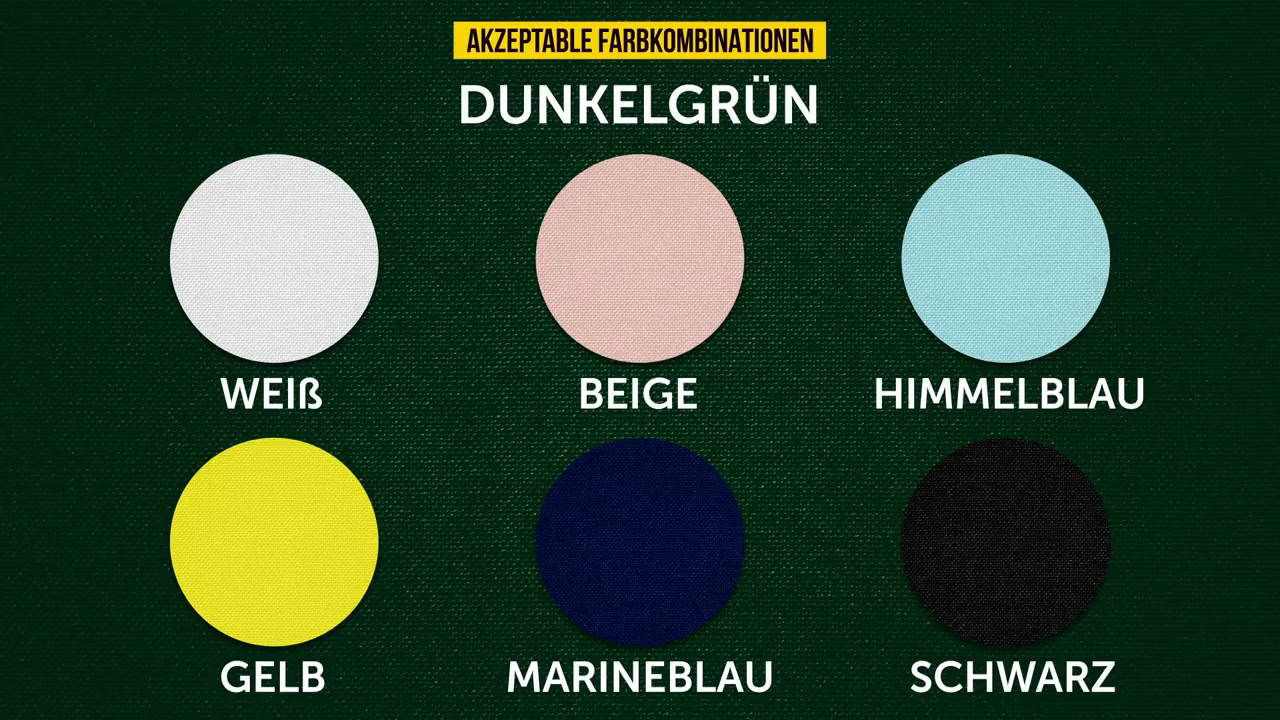 AKZEPTABLE FARBKOMBINATIONEN
DUNKELGRÜN
WEIß
BEIGE
HIMMELBLAU
GELB
MARINEBLAU
SCHWARZ